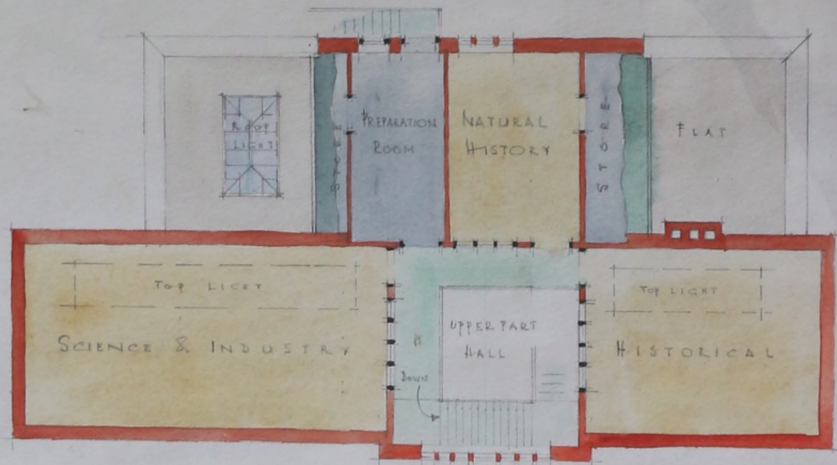 ROOF
LIGHT
STORE
PREPARATION
ROOM
NATURAL
HISTORY
STORE
FLAT
TOP LIGHT
SCIENCE & INDUSTRY
UPPER PART
HALL
DOWN
TOP LIGHT
HISTORICAL